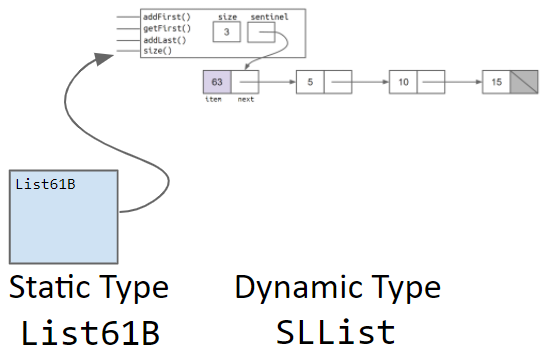 addFirst()
getFirst()
addLast()
size()
size
3
sentinel
63
5
10
15
item next
List61B
Static Type
List61B
Dynamic Type
SLList